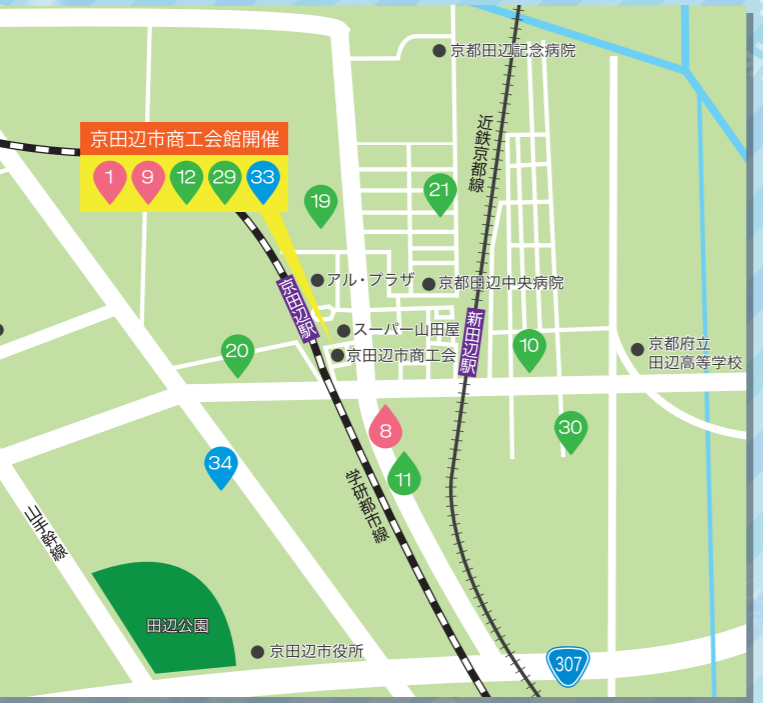 京都田辺記念病院
近鉄京都線
京田辺市商工会館開催
1 9 12 29 33
19
21
アル・プラザ
京都田辺中央病院
京田辺駅
スーパー山田屋
新田辺駅
京田辺市商工会
20
10
京都府立
田辺高等学校
8
30
34
11
学研都市線
山手幹線
田辺公園
京田辺市役所
307